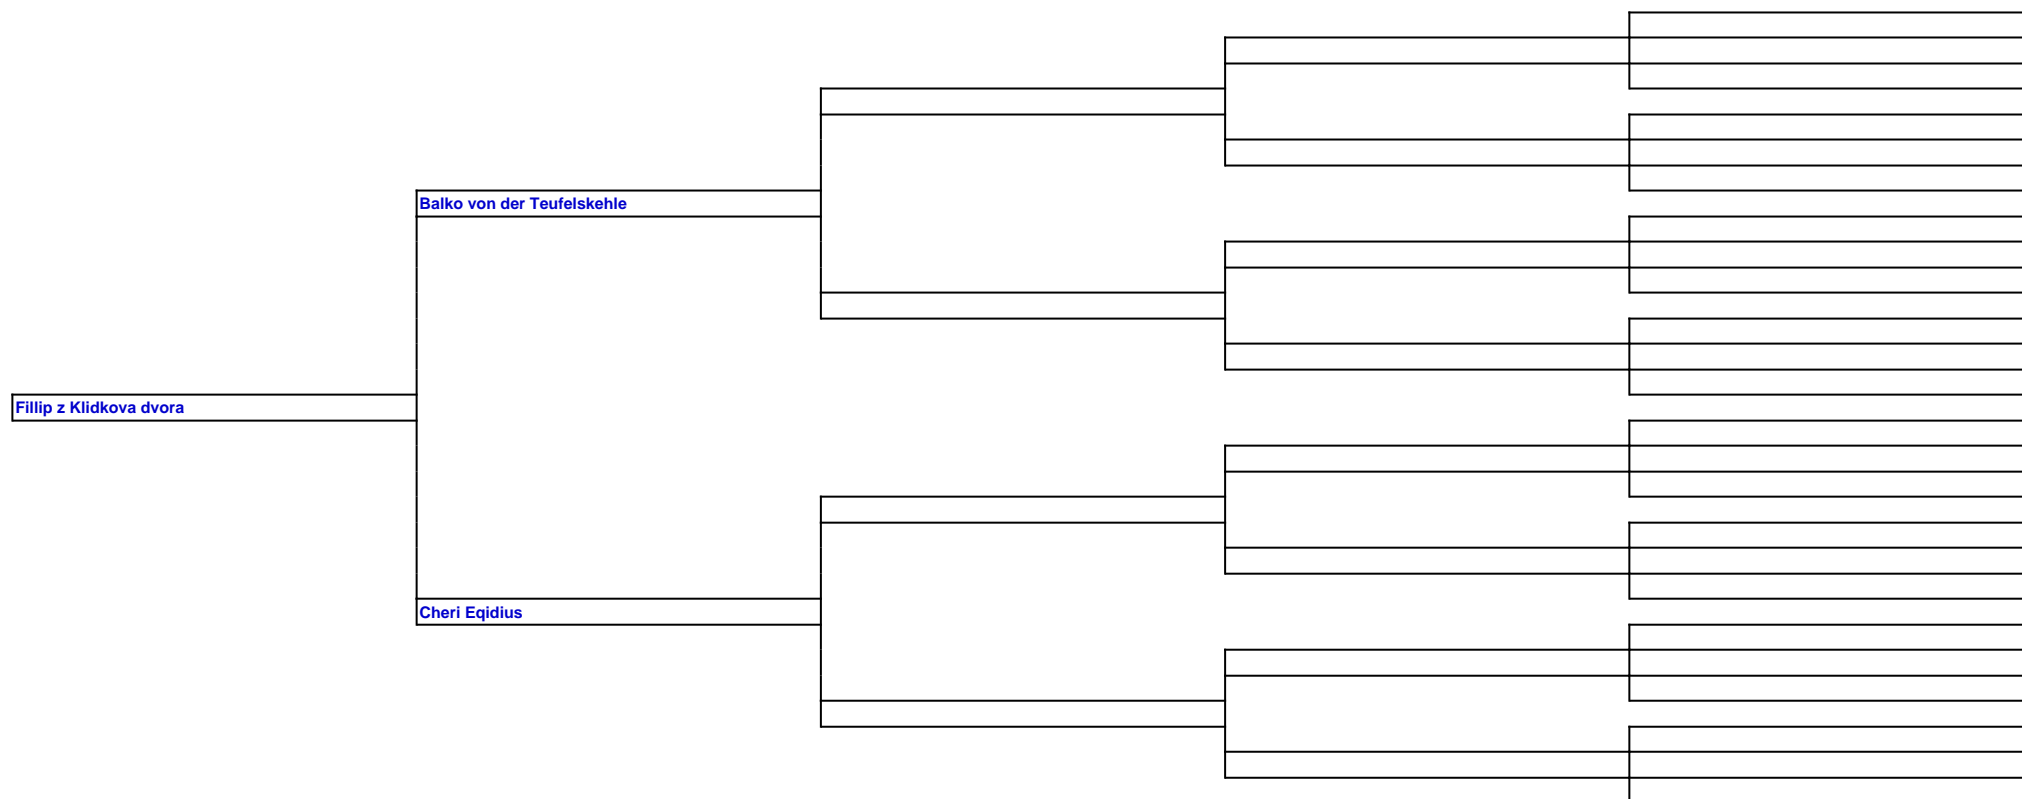 Balko von der Teufelskehle
Fillip z Klidkova dvora
Cheri Eqidius